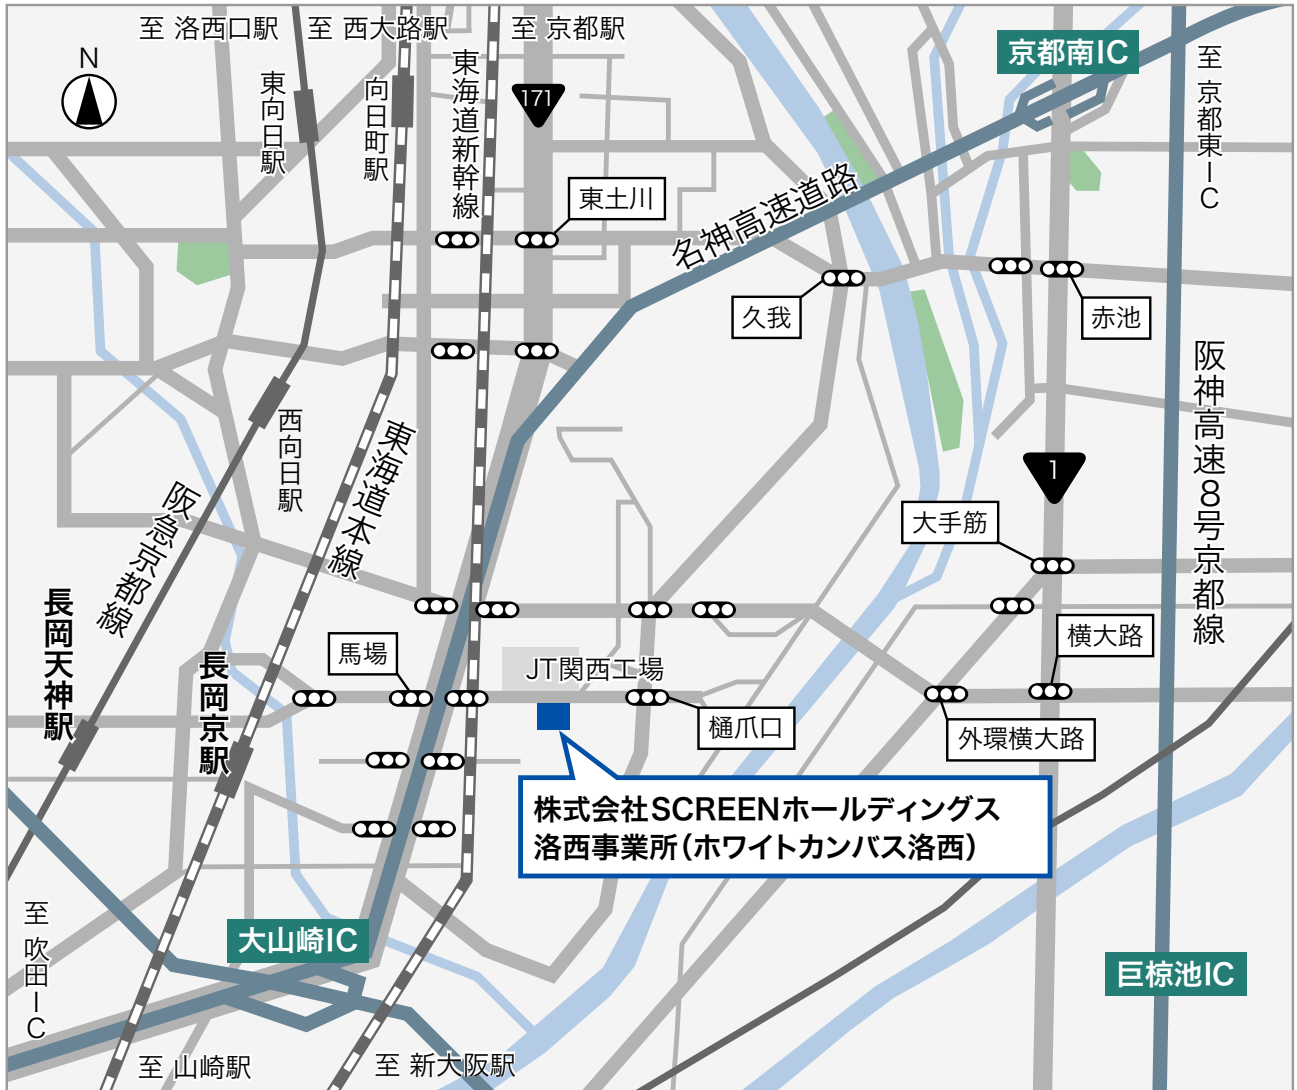 至 洛西口駅
至 西大路駅
至 京都駅
N
東向日駅
向日町駅
東海道新幹線
171
京都南IC
至 京都東IC
東土川
名神高速道路
久我
赤池
阪神高速8号京都線
1
西向日駅
東海道本線
阪急京都線
大手筋
長岡天神駅
長岡京駅
馬場
JT関西工場
横大路
樋爪口
外環横大路
株式会社SCREENホールディングス
洛西事業所(ホワイトカンバス洛西)
至 吹田IC
大山崎IC
巨椋池IC
至 山崎駅
至 新大阪駅